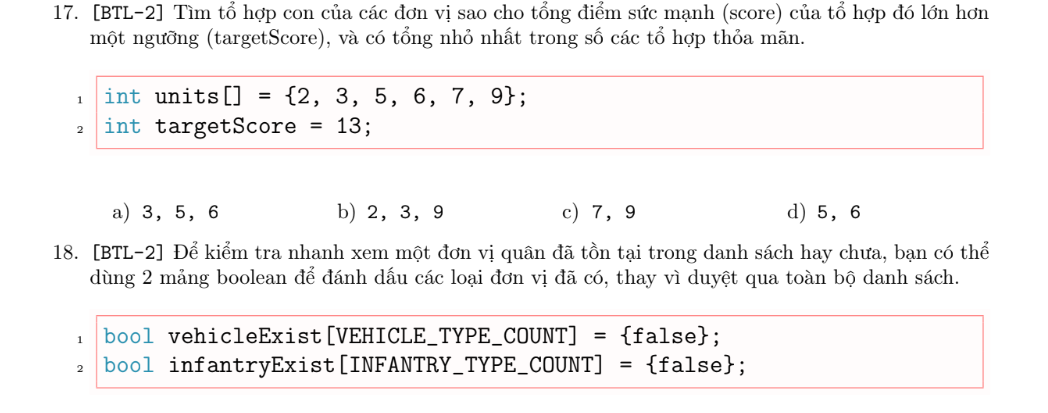 17. [BTL-2] Tìm tổ hợp con của các đơn vị sao cho tổng điểm sức mạnh (score) của tổ hợp đó lớn hơn
một ngưỡng (targetScore), và có tổng nhỏ nhất trong số các tổ hợp thỏa mãn.
1 int units[] = {2, 3, 5, 6, 7, 9};
2 int targetScore = 13;
a) 3, 5, 6 b) 2, 3, 9 c) 7, 9 d) 5, 6
18. [BTL-2] Để kiểm tra nhanh xem một đơn vị quân đã tồn tại trong danh sách hay chưa, bạn có thể
dùng 2 mảng boolean để đánh dấu các loại đơn vị đã có, thay vì duyệt qua toàn bộ danh sách.
1 bool vehicleExist[VEHICLE_TYPE_COUNT] = {false};
2 bool infantryExist[INFANTRY_TYPE_COUNT] = {false};